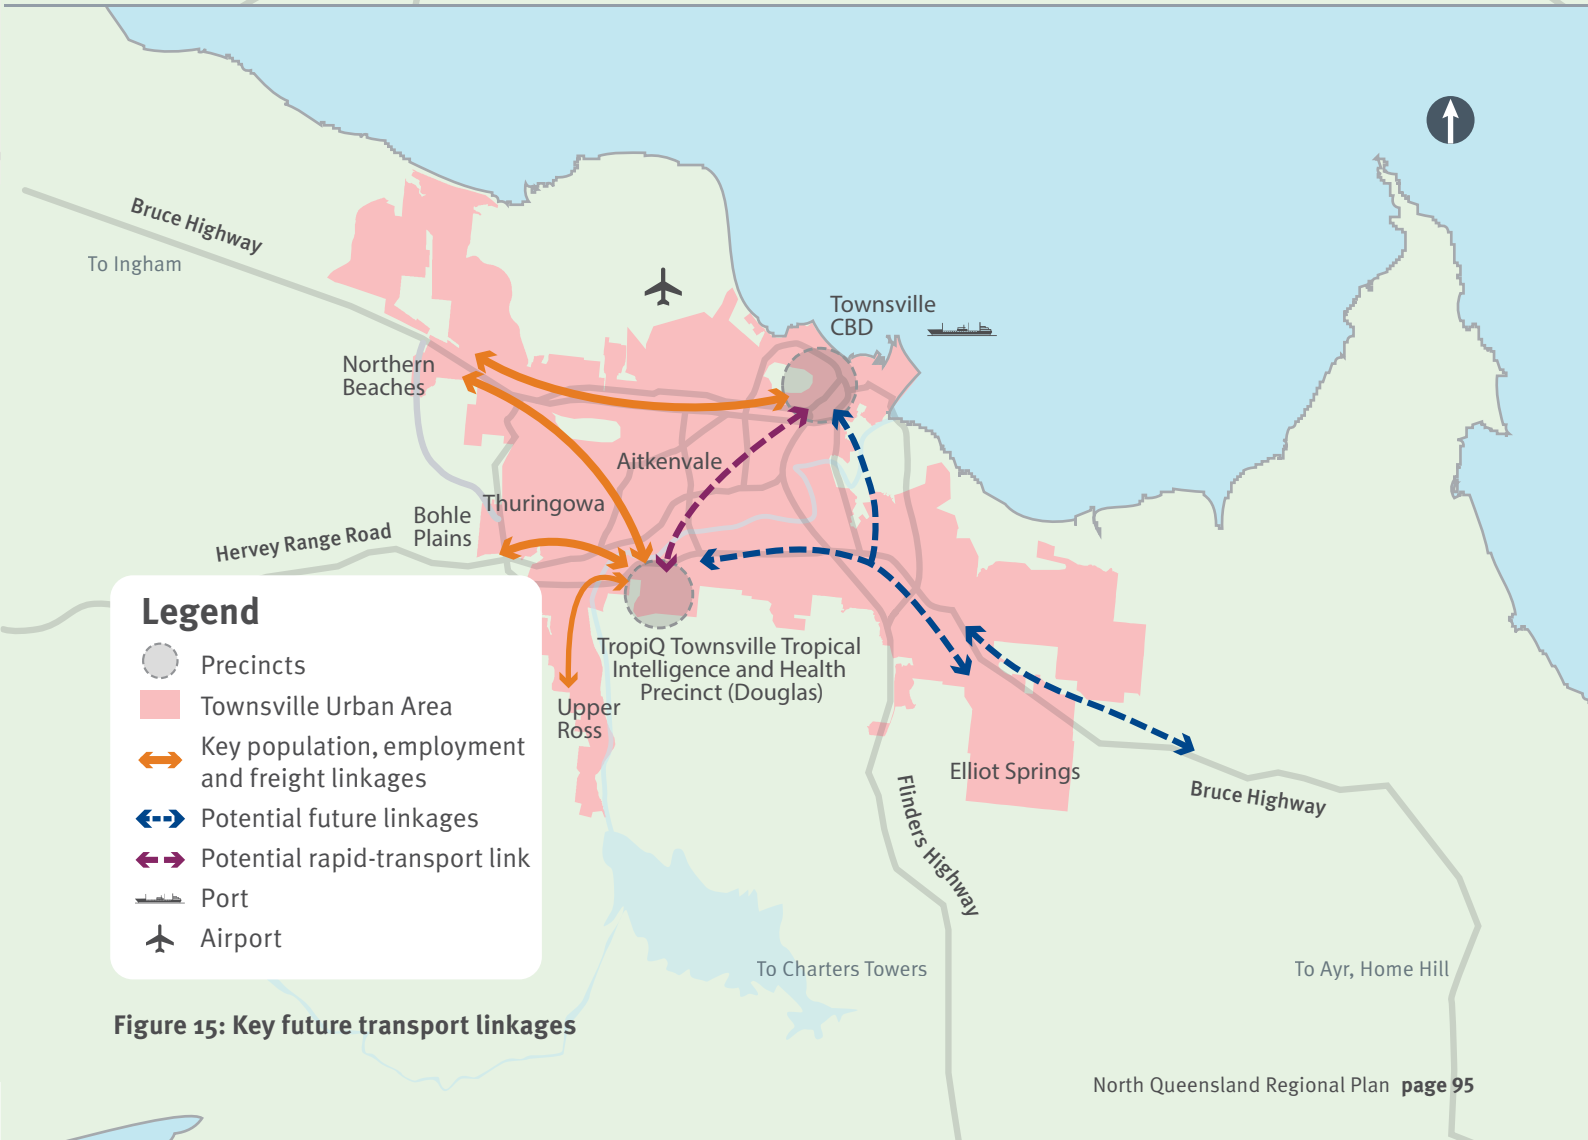 Bruce Highway
To Ingham
Townsville
CBD
Northern
Beaches
Aitkenvale
Thuringowa
Bohle
Plains
Hervey Range Road
TropiQ Townsville Tropical
Intelligence and Health
Precinct (Douglas)
Upper
Ross
Elliot Springs
Bruce Highway
Flinders Highway
To Charters Towers
To Ayr, Home Hill
Legend
Precincts
Townsville Urban Area
Key population, employment
and freight linkages
Potential future linkages
Potential rapid-transport link
Port
Airport
Figure 15: Key future transport linkages
North Queensland Regional Plan page 95